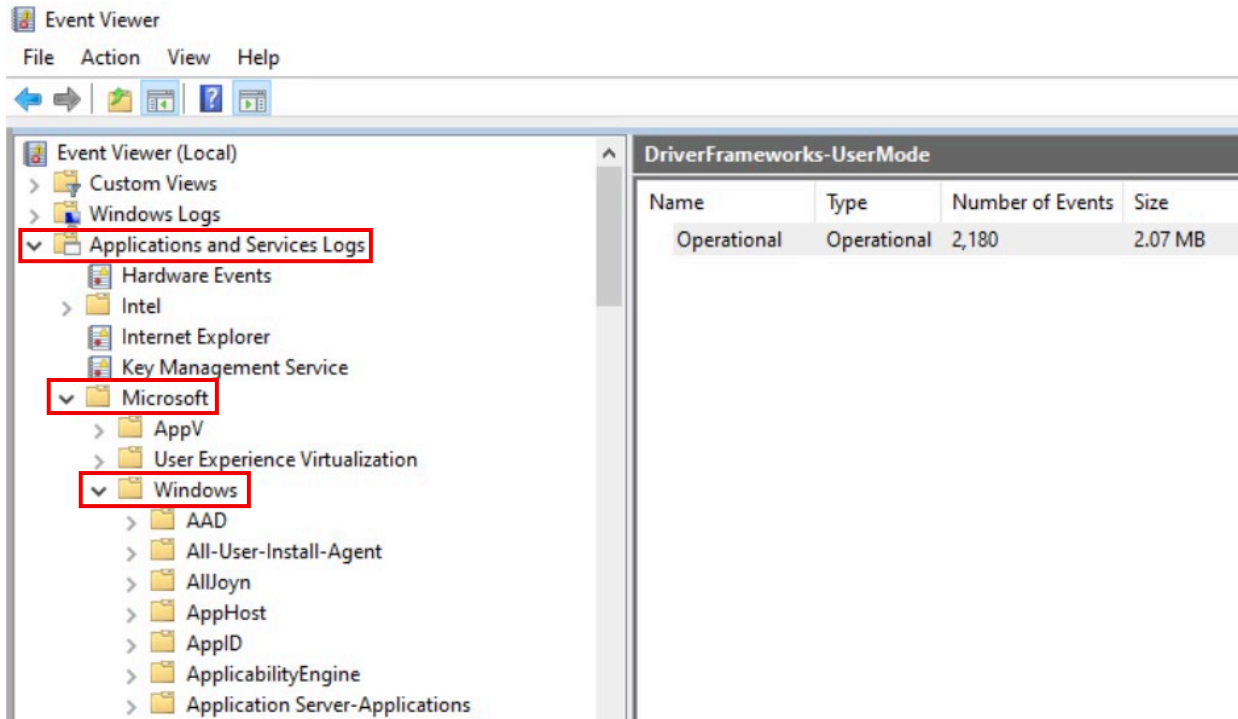 Event Viewer
File Action View Help
Event Viewer (Local)
Custom Views
Windows Logs
Applications and Services Logs
Hardware Events
Intel
Internet Explorer
Key Management Service
Microsoft
AppV
User Experience Virtualization
Windows
AAD
All-User-Install-Agent
AllJoyn
AppHost
AppID
ApplicabilityEngine
Application Server-Applications
DriverFrameworks-UserMode
Name Type Number of Events Size
Operational Operational 2,180 2.07 MB